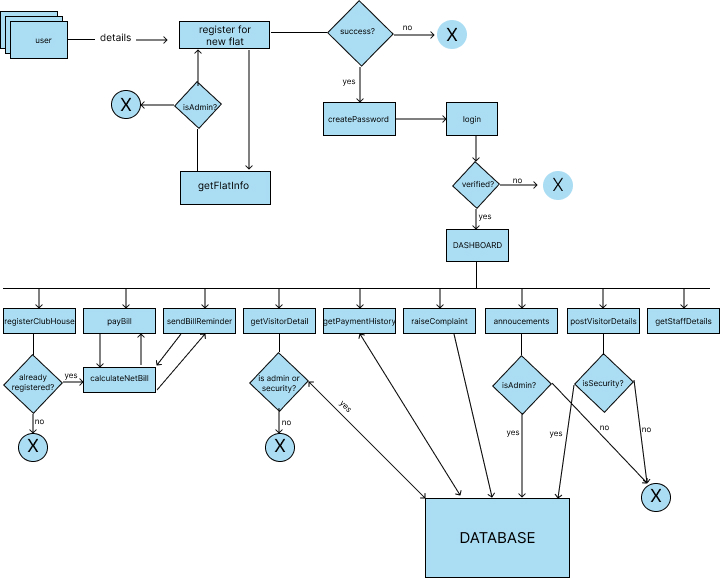 user
details
register for
new flat
success?
no
X
yes
isAdmin?
X
createPassword
login
getFlatInfo
verified?
no
X
yes
DASHBOARD
registerClubHouse
payBill
sendBillReminder
getVisitorDetail
getPaymentHistory
raiseComplaint
annoucements
postVisitorDetails
getStaffDetails
already
registered?
yes
calculateNetBill
is admin or
security?
isAdmin?
isSecurity?
no
X
no
X
yes
yes
yes
no
no
X
DATABASE